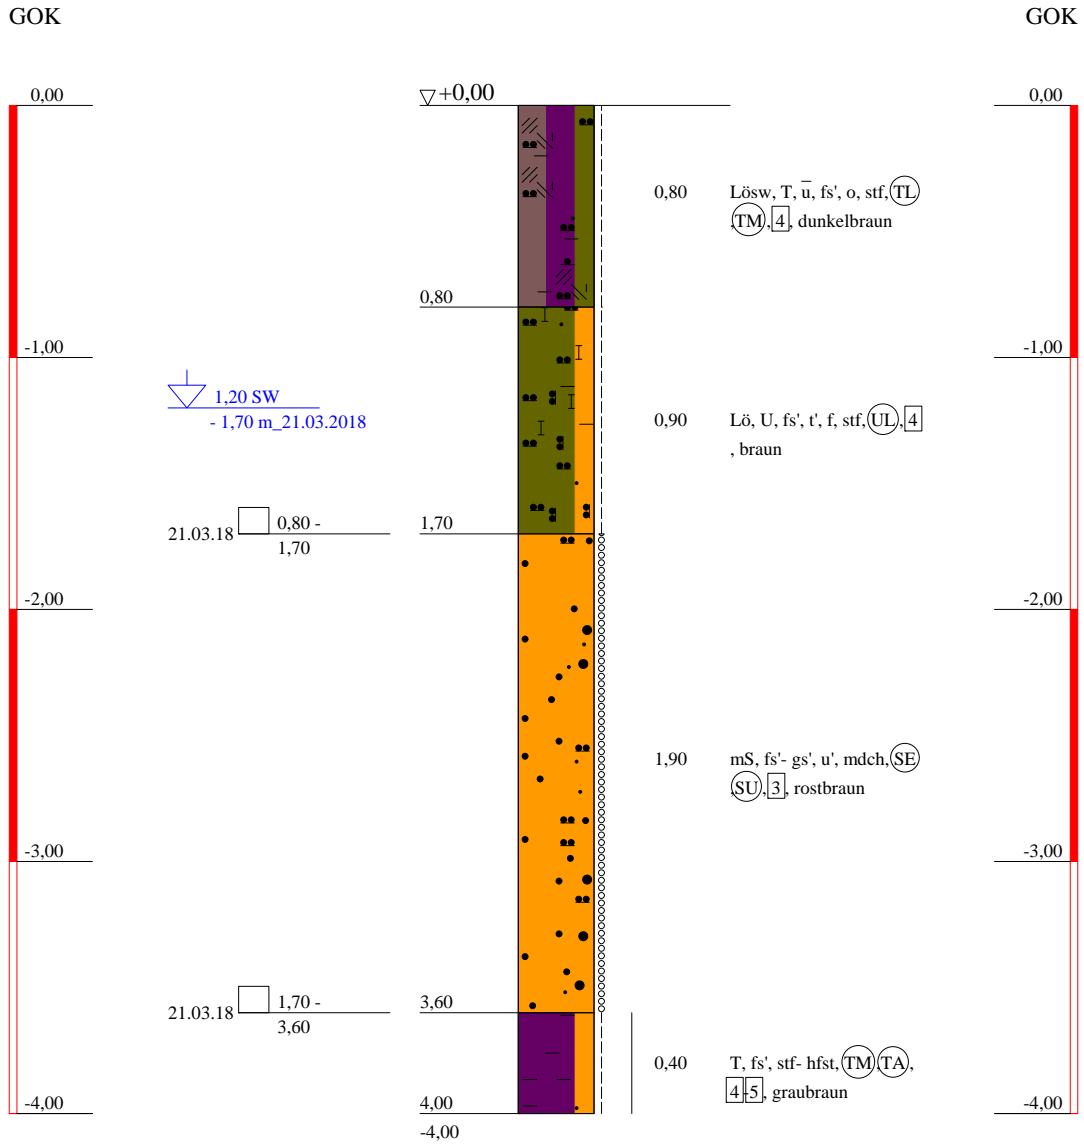 GOK
GOK
0,00
+0,00
0,00
0,80
Lösw, T, u̅, fs', o, stf, TL
, TM, 4, dunkelbraun
0,80
-1,00
-1,00
1,20 SW
- 1,70 m_21.03.2018
0,90
Lö, U, fs', t', f, stf, UL, 4
, braun
21.03.18
0,80 -
1,70
1,70
-2,00
-2,00
1,90
mS, fs'- gs', u', mdch, SE
, SU, 3, rostbraun
-3,00
-3,00
21.03.18
1,70 -
3,60
3,60
0,40
T, fs', stf- hfst, TM, TA,
4-5, graubraun
-4,00
4,00
-4,00
-4,00